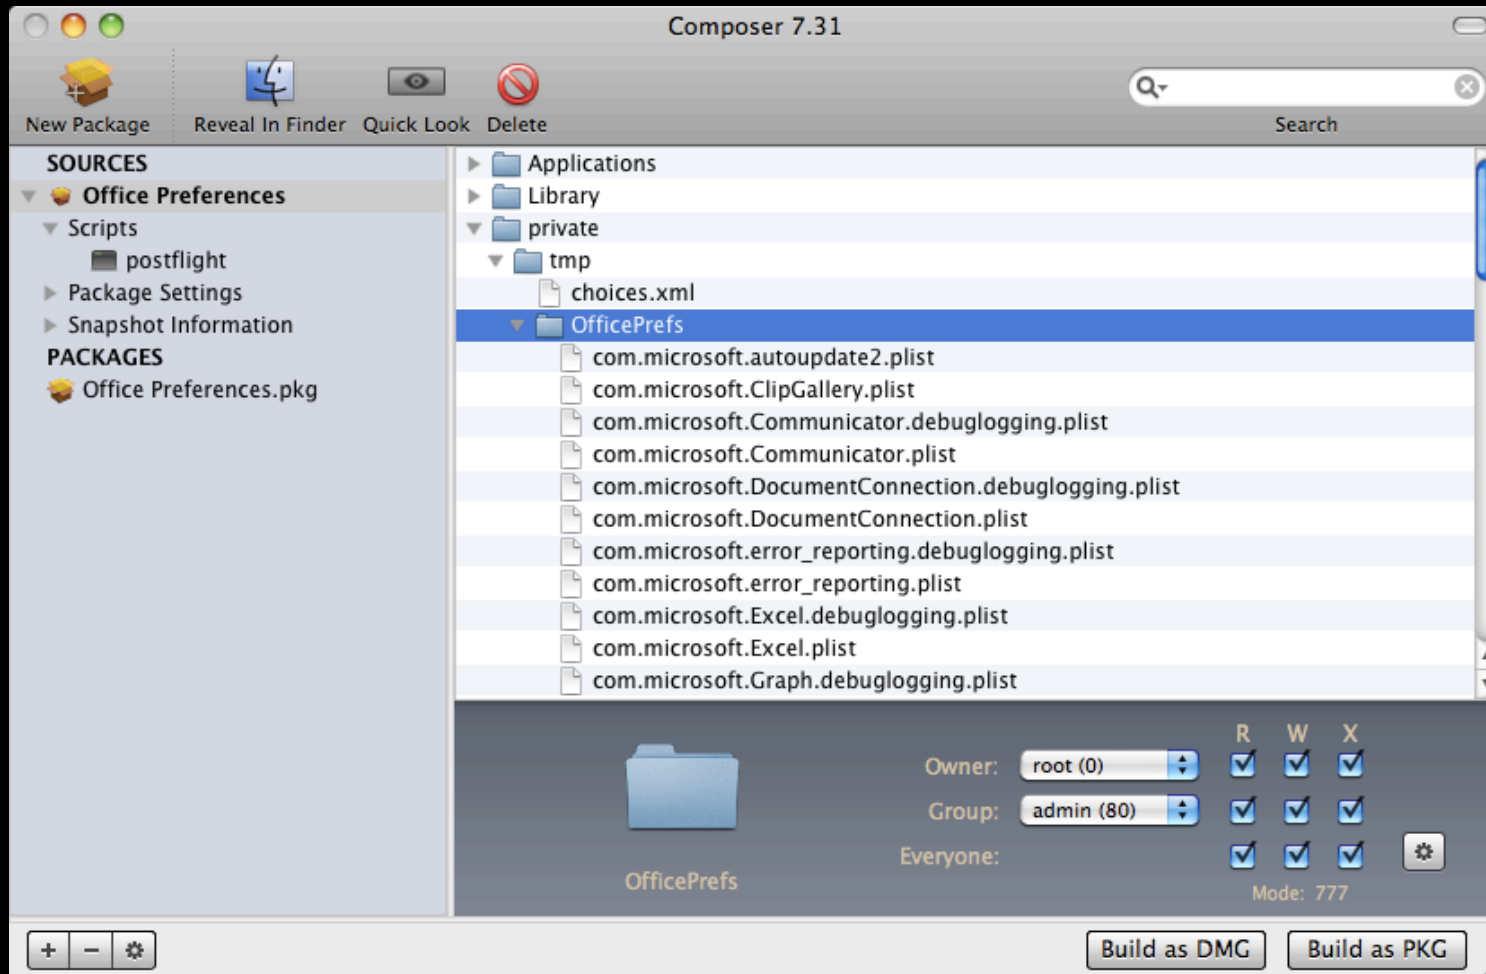 Composer 7.31
New Package
Reveal In Finder
Quick Look
Delete
Search
SOURCES
Office Preferences
Scripts
postflight
Package Settings
Snapshot Information
PACKAGES
Office Preferences.pkg
Applications
Library
private
tmp
choices.xml
OfficePrefs
com.microsoft.autoupdate2.plist
com.microsoft.ClipGallery.plist
com.microsoft.Communicator.debuglogging.plist
com.microsoft.Communicator.plist
com.microsoft.DocumentConnection.debuglogging.plist
com.microsoft.DocumentConnection.plist
com.microsoft.error_reporting.debuglogging.plist
com.microsoft.error_reporting.plist
com.microsoft.Excel.debuglogging.plist
com.microsoft.Excel.plist
com.microsoft.Graph.debuglogging.plist
OfficePrefs
R W X
Owner: root (0)
Group: admin (80)
Everyone:
Mode: 777
Build as DMG
Build as PKG